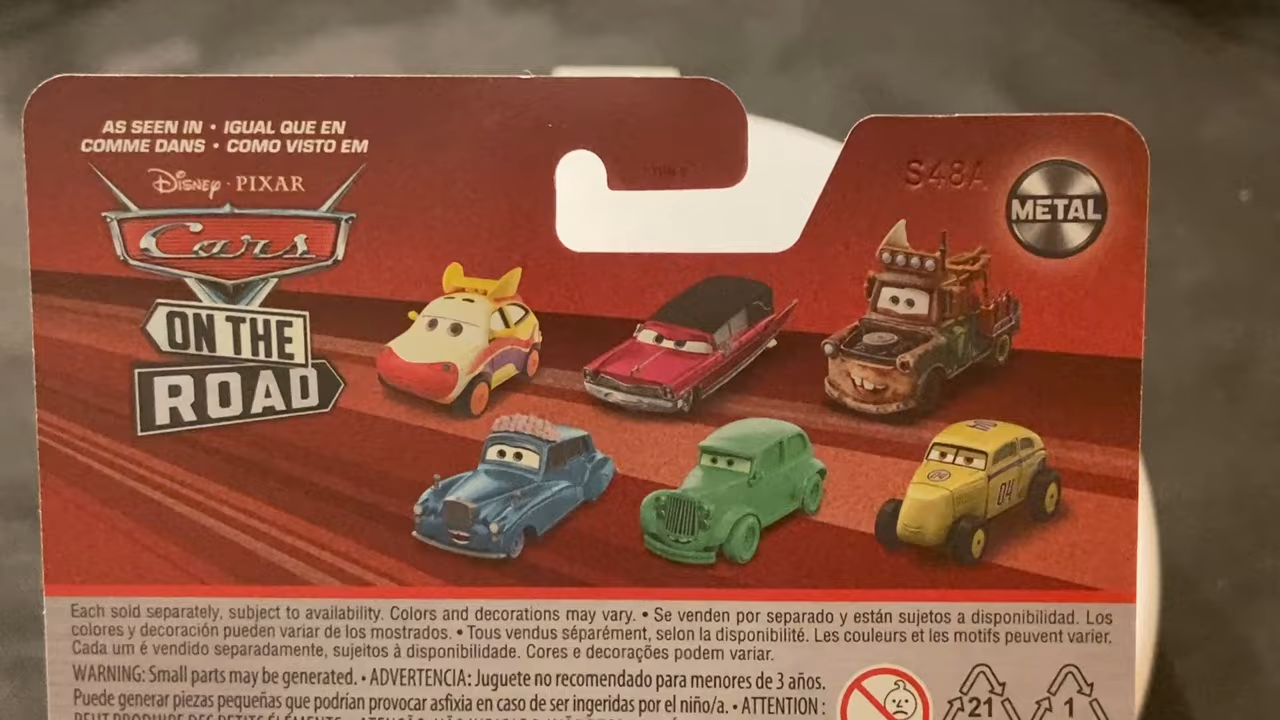 AS SEEN IN • IGUAL QUE EN
COMME DANS • COMO VISTO EM
DISNEY • PIXAR
Cars
ON THE
ROAD
S48A
METAL
04
Each sold separately, subject to availability. Colors and decorations may vary. • Se venden por separado y están sujetos a disponibilidad. Los
colores y decoración pueden variar de los mostrados. • Tous vendus séparément, selon la disponibilité. Les couleurs et les motifs peuvent varier.
Cada um é vendido separadamente, sujeitos à disponibilidade. Cores e decorações podem variar.
WARNING: Small parts may be generated. • ADVERTENCIA: Juguete no recomendado para menores de 3 años.
Puede generar piezas pequeñas que podrían provocar asfixia en caso de ser ingeridas por el niño/a. • ATTENTION :
21
1